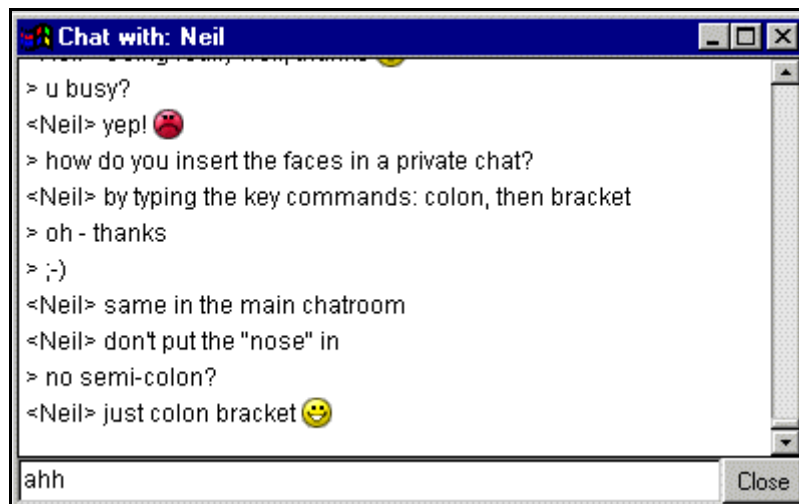 Chat with: Neil
> u busy?
<Neil> yep!
> how do you insert the faces in a private chat?
<Neil> by typing the key commands: colon, then bracket
> oh - thanks
> ;-)
<Neil> same in the main chatroom
<Neil> don't put the "nose" in
> no semi-colon?
<Neil> just colon bracket
ahh
Close